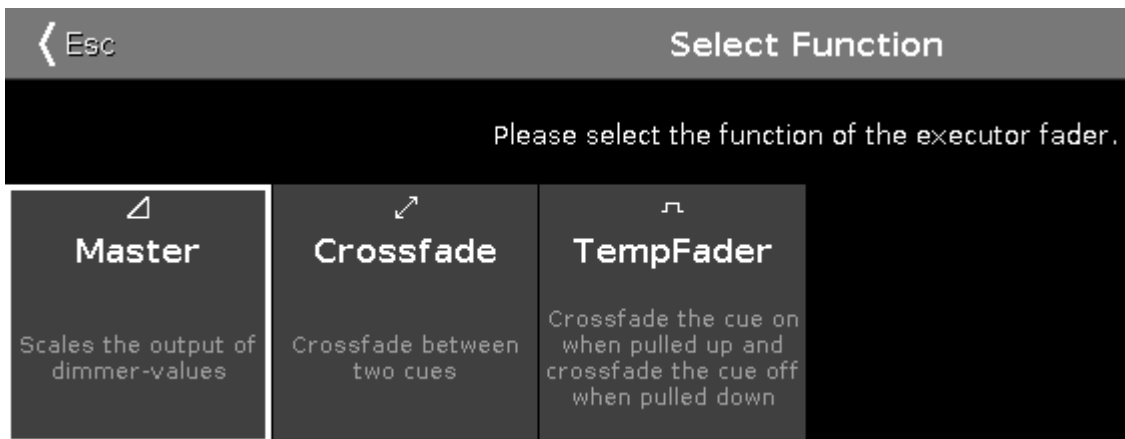 Esc
Select Function
Please select the function of the executor fader.
Master
Scales the output of
dimmer-values
Crossfade
Crossfade between
two cues
TempFader
Crossfade the cue on
when pulled up and
crossfade the cue off
when pulled down